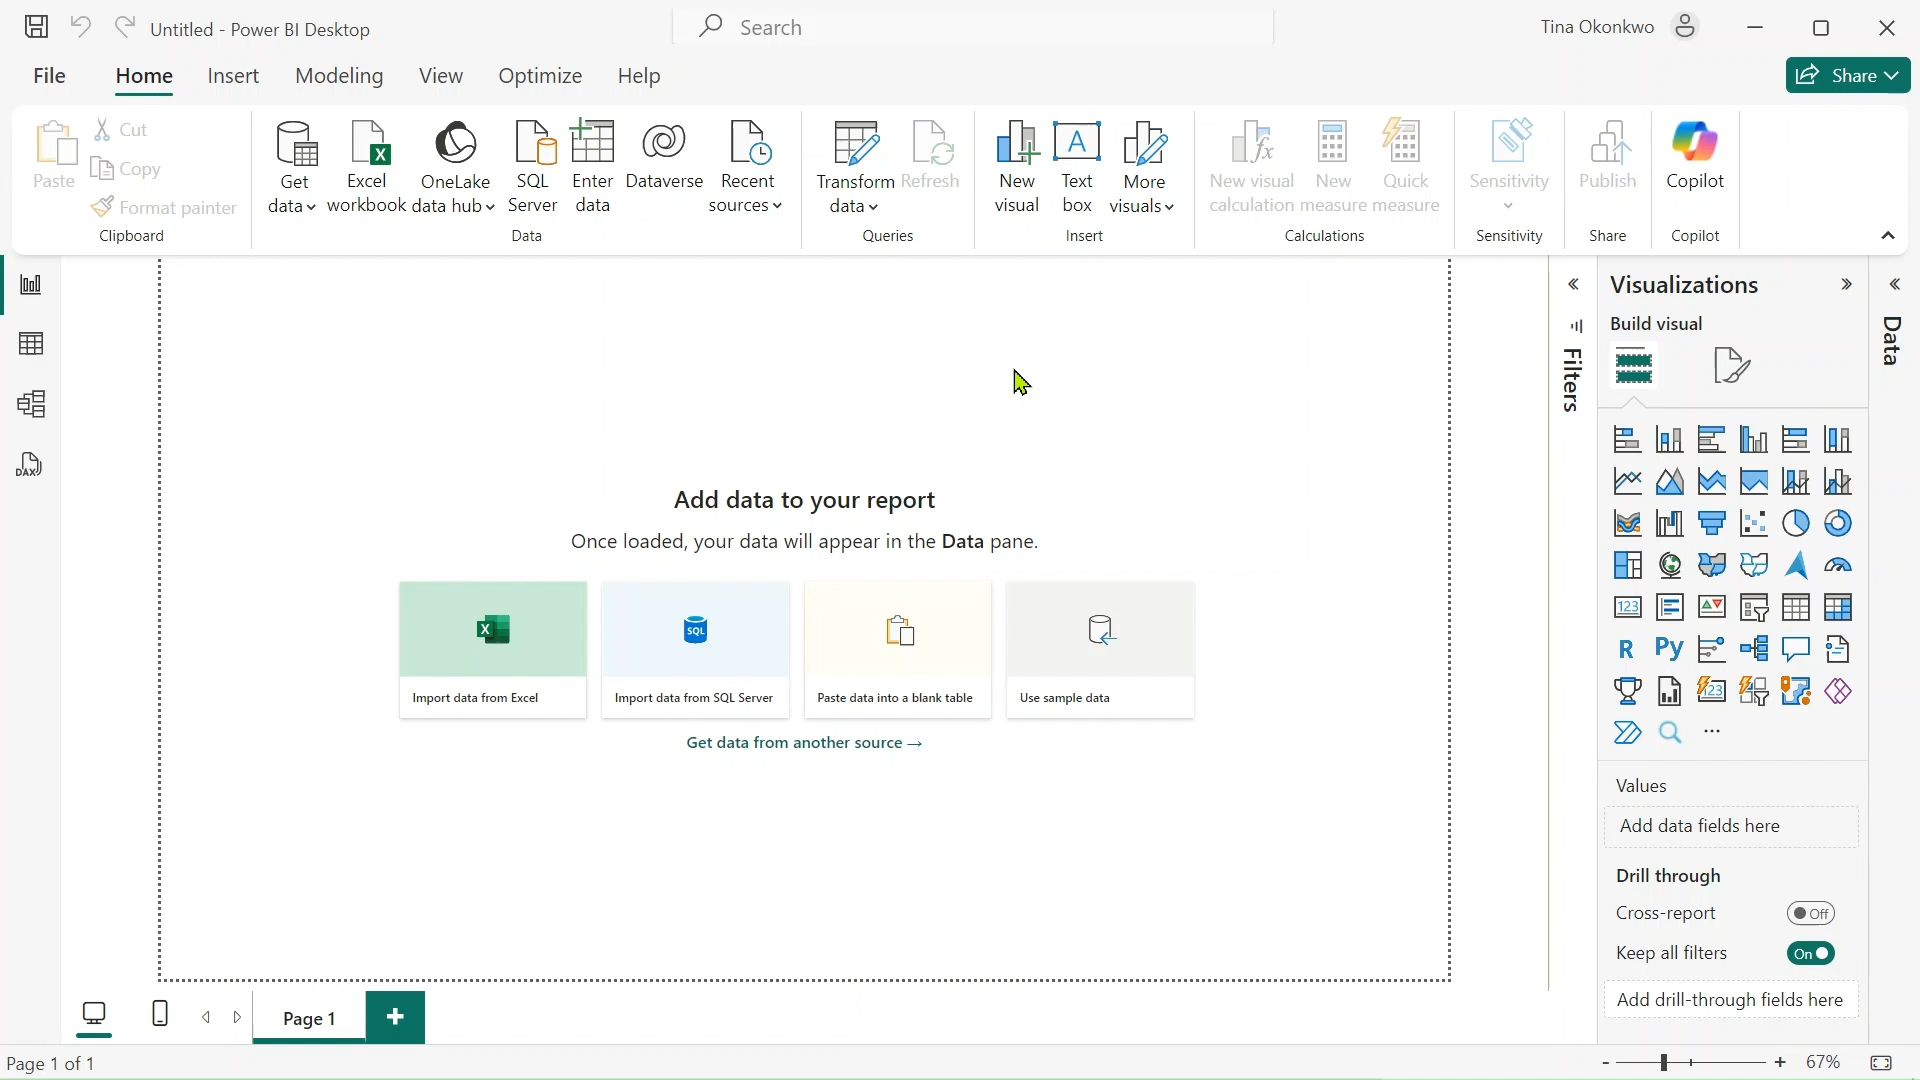 Untitled - Power BI Desktop
Search
Tina Okonkwo
File
Home
Insert
Modeling
View
Optimize
Help
Share
Paste
Cut
Copy
Format painter
Clipboard
Get data
Excel workbook
OneLake data hub
SQL Server
Enter data
Dataverse
Recent sources
Data
Transform data
Refresh
Queries
New visual
Text box
More visuals
Insert
New visual calculation
New measure
Quick measure
Calculations
Sensitivity
Sensitivity
Publish
Share
Copilot
Copilot
DAX
Add data to your report
Once loaded, your data will appear in the Data pane.
SQL
Import data from Excel
Import data from SQL Server
Paste data into a blank table
Use sample data
Get data from another source →
Filters
Visualizations
Build visual
123
R
Py
123
...
Values
Add data fields here
Drill through
Cross-report
Off
Keep all filters
On
Add drill-through fields here
Data
Page 1
+
Page 1 of 1
- + 67%